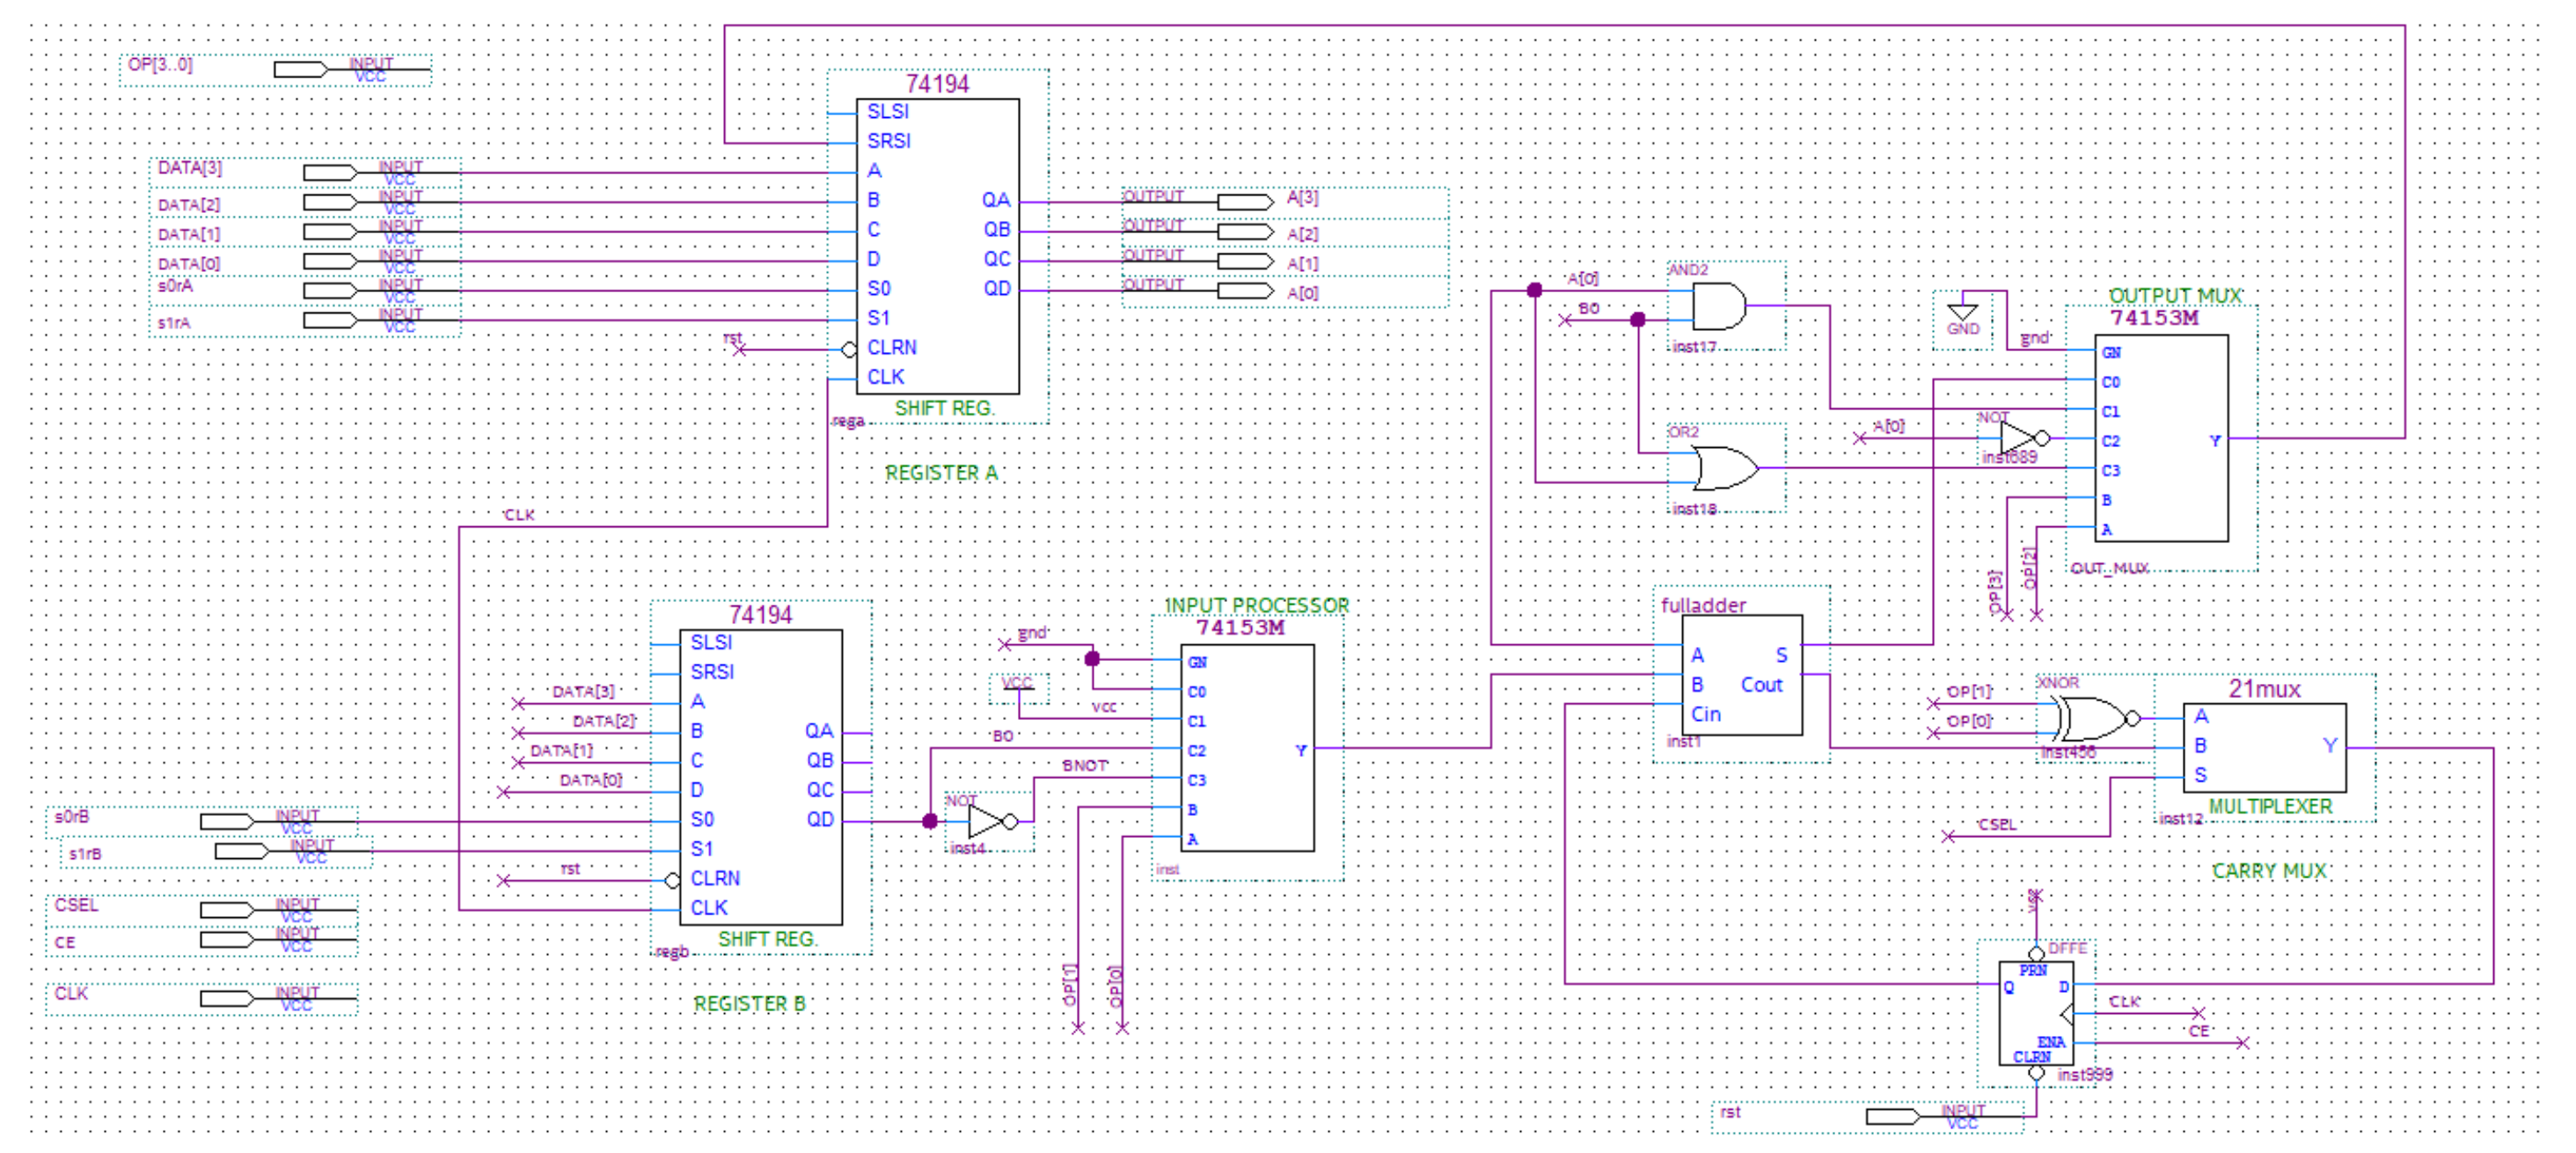 OP[3..0]
INPUT
VCC
74194
SLSI
SRSI
A
B
C
D
S0
S1
CLRN
CLK
QA
QB
QC
QD
SHIFT REG.
rega
REGISTER A
DATA[3]
INPUT
VCC
DATA[2]
INPUT
VCC
DATA[1]
INPUT
VCC
DATA[0]
INPUT
VCC
s0rA
INPUT
VCC
s1rA
INPUT
VCC
rst
OUTPUT
A[3]
OUTPUT
A[2]
OUTPUT
A[1]
OUTPUT
A[0]
CLK
A[0]
B0
AND2
inst17
OR2
inst18
GND
gnd
OUTPUT MUX
74153M
GN
C0
C1
C2
C3
B
A
Y
OUT_MUX
A[0]
NOT
inst689
OP[3]
OP[2]
74194
SLSI
SRSI
A
B
C
D
S0
S1
CLRN
CLK
QA
QB
QC
QD
SHIFT REG.
regb
REGISTER B
DATA[3]
DATA[2]
DATA[1]
DATA[0]
s0rB
INPUT
VCC
s1rB
INPUT
VCC
rst
CSEL
INPUT
VCC
CE
INPUT
VCC
CLK
INPUT
VCC
INPUT PROCESSOR
74153M
GN
C0
C1
C2
C3
B
A
Y
inst
gnd
VCC
vcc
B0
BNOT
NOT
inst4
OP[1]
OP[0]
fulladder
A
B
Cin
S
Cout
inst1
OP[1]
OP[0]
XNOR
inst456
21mux
A
B
S
Y
MULTIPLEXER
inst12
CSEL
CARRY MUX
vcc
DFFE
PRN
Q
D
ENA
CLRN
inst999
CLK
CE
rst
INPUT
VCC